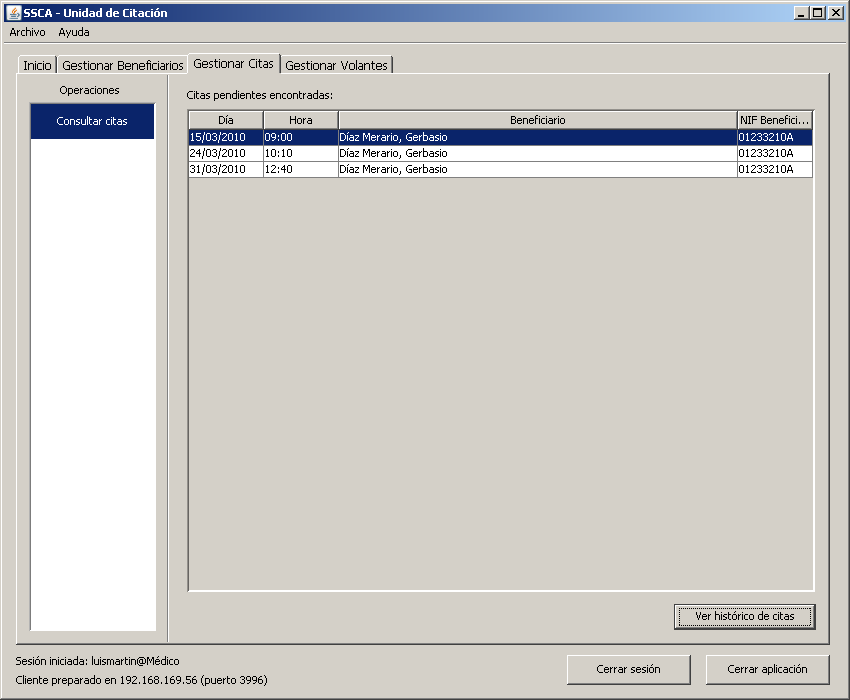 SSCA - Unidad de Citación
Archivo Ayuda
Inicio Gestionar Beneficiarios Gestionar Citas Gestionar Volantes
Operaciones
Consultar citas
Citas pendientes encontradas:
Día Hora Beneficiario NIF Benefici...
15/03/2010 09:00 Díaz Merario, Gerbasio 01233210A
24/03/2010 10:10 Díaz Merario, Gerbasio 01233210A
31/03/2010 12:40 Díaz Merario, Gerbasio 01233210A
Ver histórico de citas
Sesión iniciada: luismartin@Médico
Cliente preparado en 192.168.169.56 (puerto 3996)
Cerrar sesión Cerrar aplicación